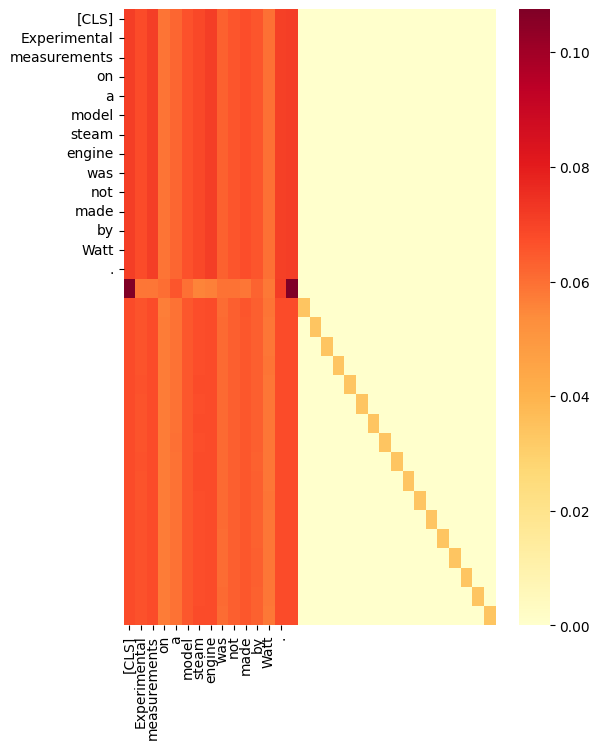 [CLS]
Experimental
measurements
on
a
model
steam
engine
was
not
made
by
Watt
.
0.10
0.08
0.06
0.04
0.02
0.00
[CLS]
Experimental
measurements
on
a
model
steam
engine
was
not
made
by
Watt
.